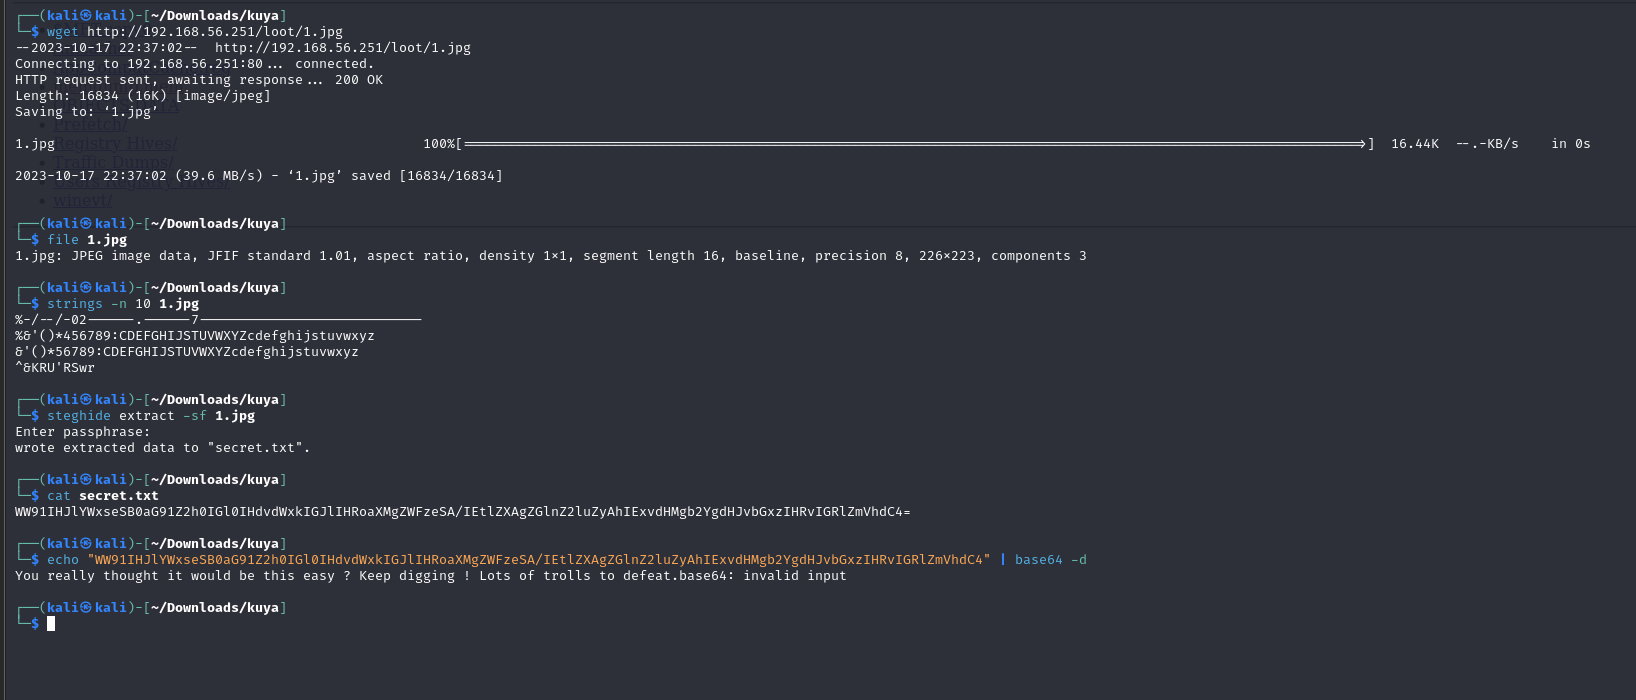 ┌──(kali㉿kali)-[~/Downloads/kuya]
└─$ wget http://192.168.56.251/loot/1.jpg
--2023-10-17 22:37:02--  http://192.168.56.251/loot/1.jpg
Connecting to 192.168.56.251:80... connected.
HTTP request sent, awaiting response... 200 OK
Length: 16834 (16K) [image/jpeg]
Saving to: ‘1.jpg’
Prefetch/
1.jpg 100%[==================================================>] 16.44K --.-KB/s in 0s
Registry Hives/
Traffic Dumps/
2023-10-17 22:37:02 (39.6 MB/s) - ‘1.jpg’ saved [16834/16834]
Users Registry Hives/
winevt/
┌──(kali㉿kali)-[~/Downloads/kuya]
└─$ file 1.jpg
1.jpg: JPEG image data, JFIF standard 1.01, aspect ratio, density 1×1, segment length 16, baseline, precision 8, 226×223, components 3
┌──(kali㉿kali)-[~/Downloads/kuya]
└─$ strings -n 10 1.jpg
%-/--/-02------.------7----------------------------
%&'()*456789:CDEFGHIJSTUVWXYZcdefghijstuvwxyz
&'()*56789:CDEFGHIJSTUVWXYZcdefghijstuvwxyz
^&KRU'RSwr
┌──(kali㉿kali)-[~/Downloads/kuya]
└─$ steghide extract -sf 1.jpg
Enter passphrase:
wrote extracted data to "secret.txt".
┌──(kali㉿kali)-[~/Downloads/kuya]
└─$ cat secret.txt
WW91IHJlYWxseSB0aG91Z2h0IGl0IHdvdWxkIGJlIHRoaXMgZWFzeSA/IEtlZXAgZGlnZ2luZyAhIExvdHMgb2YgdHJvbGxzIHRvIGRlZmVhdC4=
┌──(kali㉿kali)-[~/Downloads/kuya]
└─$ echo "WW91IHJlYWxseSB0aG91Z2h0IGl0IHdvdWxkIGJlIHRoaXMgZWFzeSA/IEtlZXAgZGlnZ2luZyAhIExvdHMgb2YgdHJvbGxzIHRvIGRlZmVhdC4" | base64 -d
You really thought it would be this easy ? Keep digging ! Lots of trolls to defeat.base64: invalid input
┌──(kali㉿kali)-[~/Downloads/kuya]
└─$